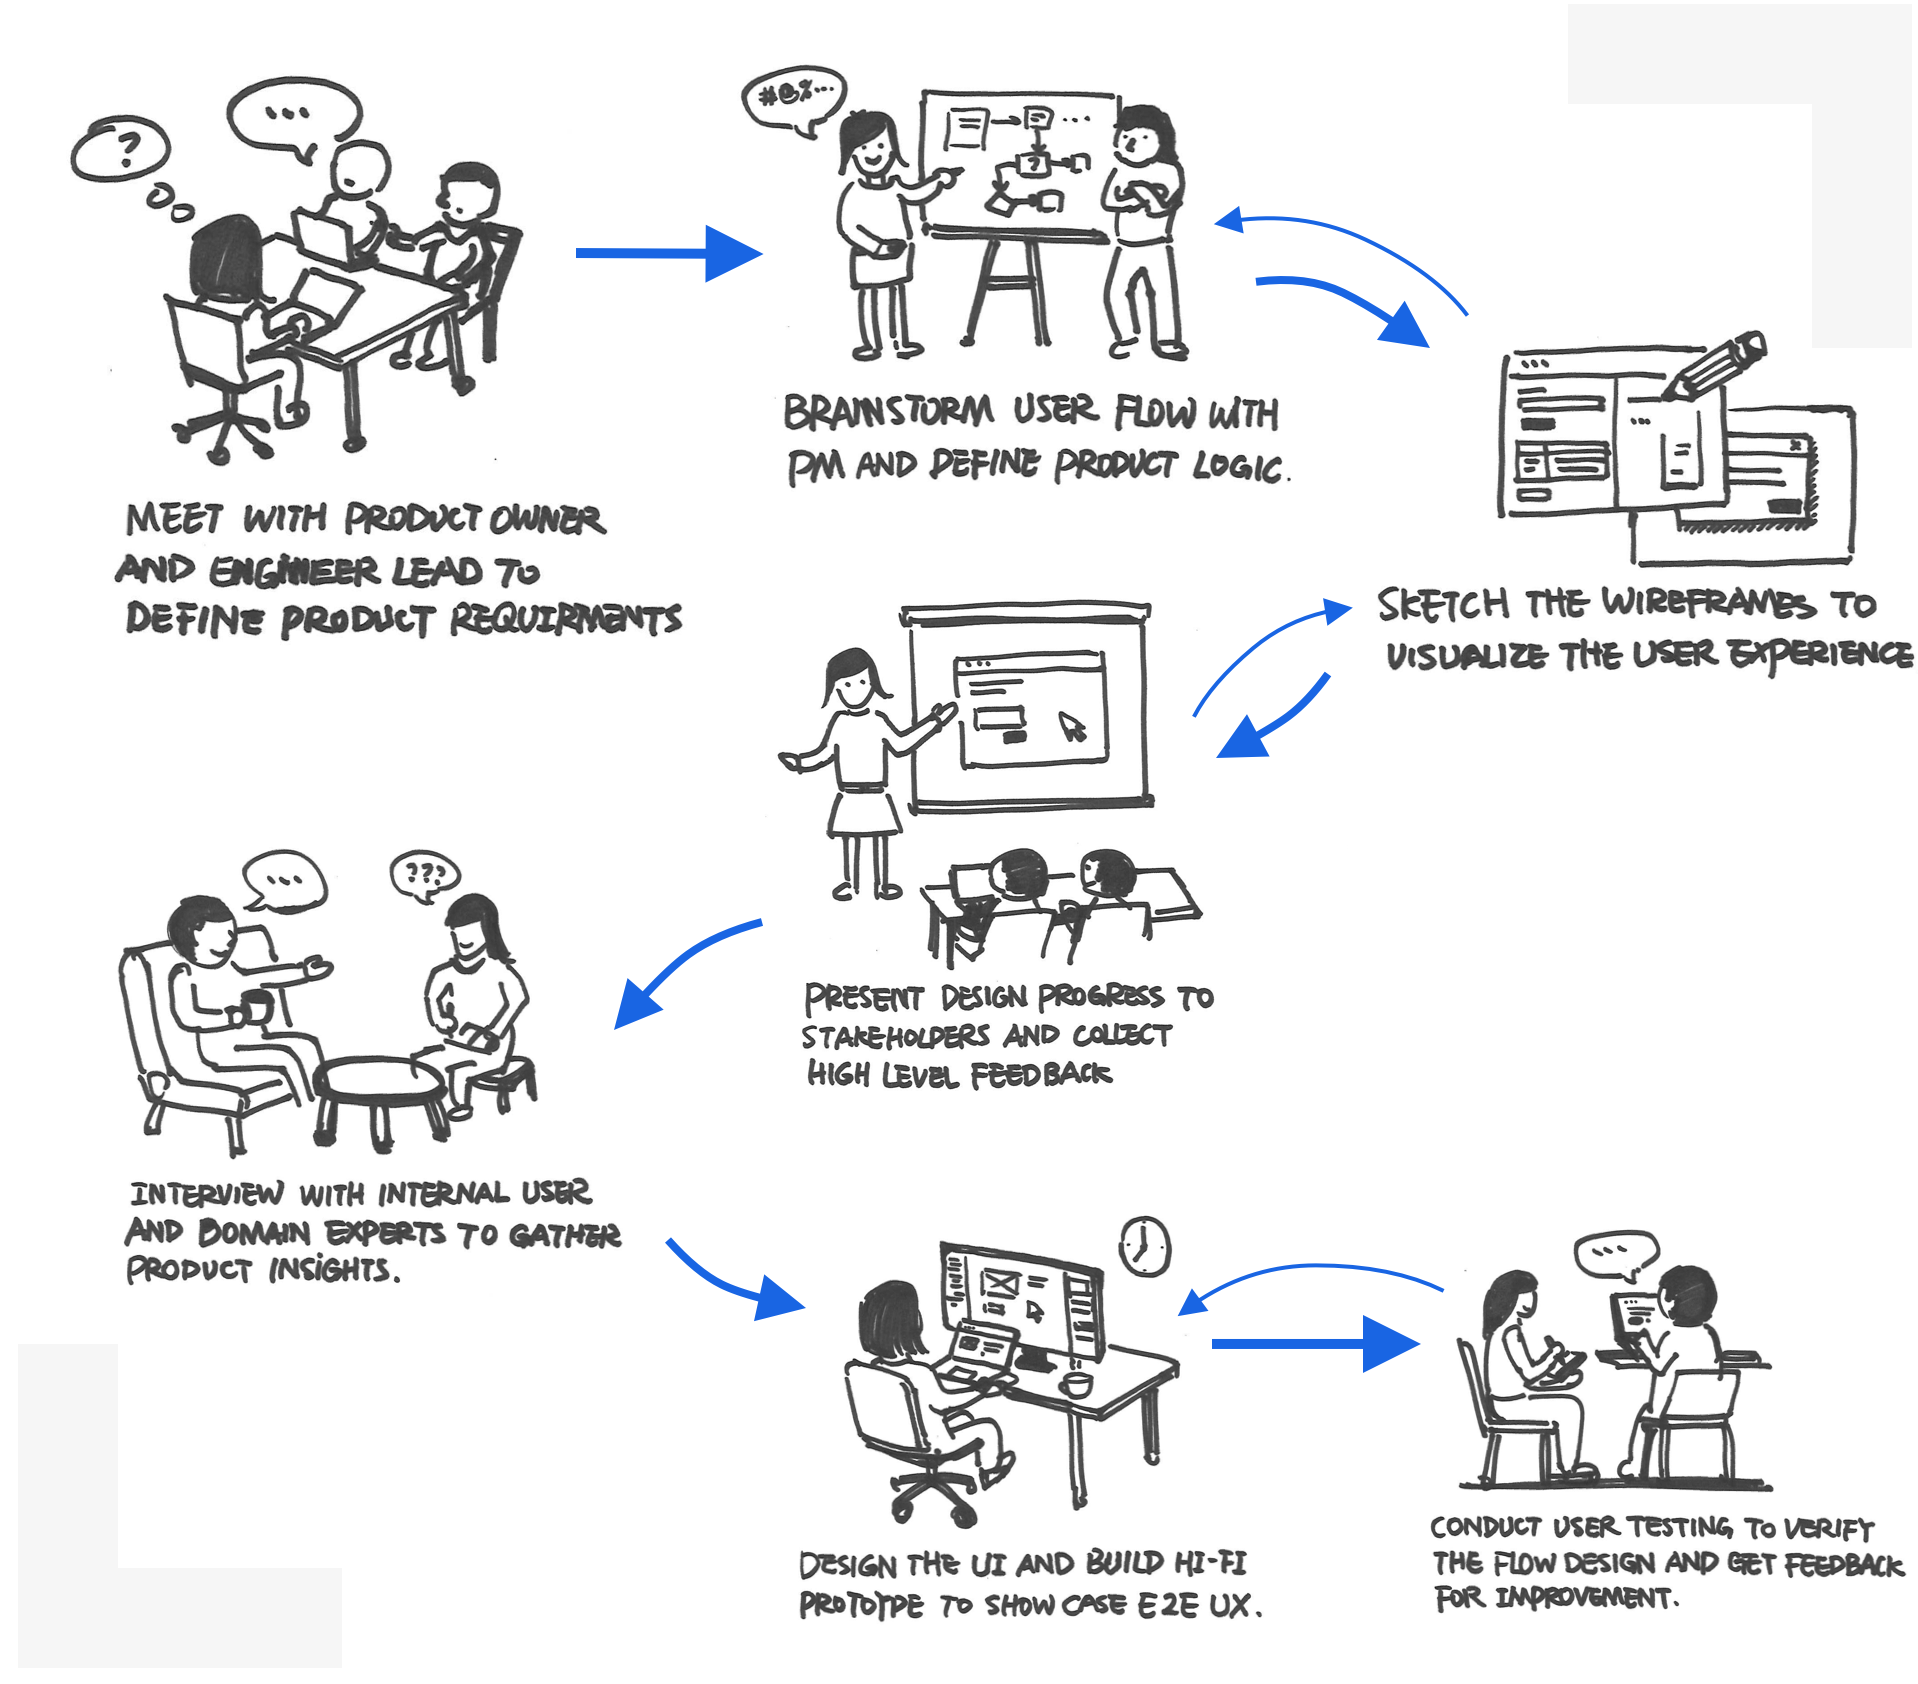 ?
...
#@%...
?
MEET WITH PRODUCT OWNER
AND ENGINEER LEAD TO
DEFINE PRODUCT REQUIRMENTS
BRAINSTORM USER FLOW WITH
PM AND DEFINE PRODUCT LOGIC.
SKETCH THE WIREFRAMES TO
VISUALIZE THE USER EXPERIENCE
PRESENT DESIGN PROGRESS TO
STAKEHOLDERS AND COLLECT
HIGH LEVEL FEEDBACK
...
???
INTERVIEW WITH INTERNAL USER
AND DOMAIN EXPERTS TO GATHER
PRODUCT INSIGHTS.
DESIGN THE UI AND BUILD HI-FI
PROTOTYPE TO SHOW CASE E2E UX.
...
CONDUCT USER TESTING TO VERIFY
THE FLOW DESIGN AND GET FEEDBACK
FOR IMPROVEMENT.